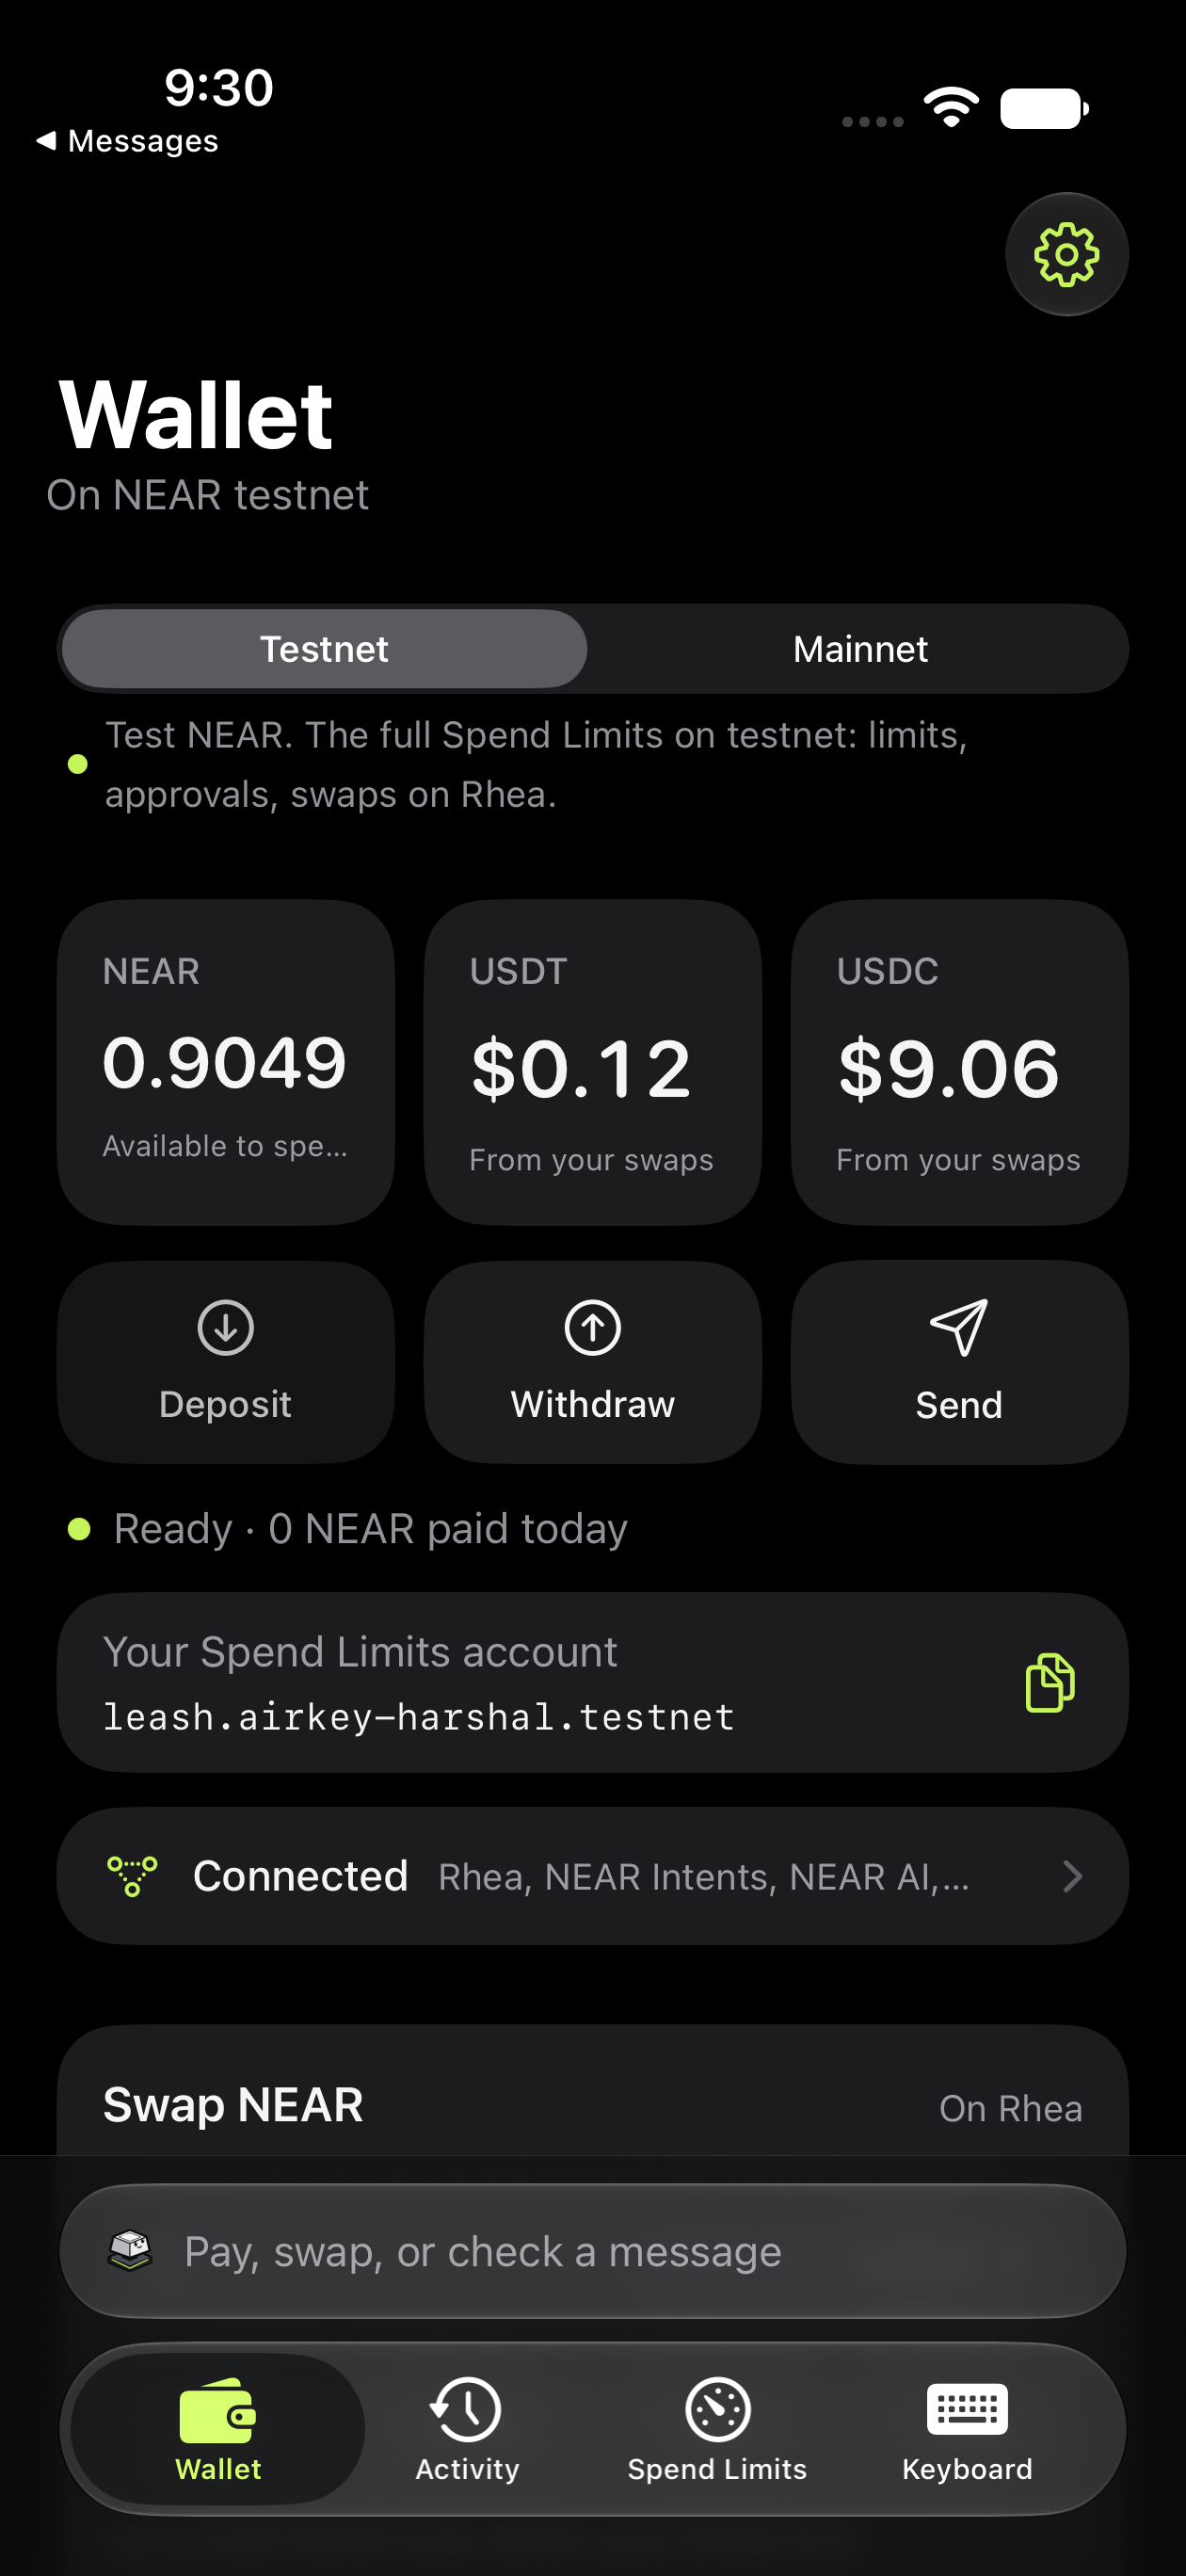 9:30
◀ Messages
Wallet
On NEAR testnet
Testnet
Mainnet
Test NEAR. The full Spend Limits on testnet: limits,
approvals, swaps on Rhea.
NEAR
0.9049
Available to spe...
USDT
$0.12
From your swaps
USDC
$9.06
From your swaps
Deposit
Withdraw
Send
Ready · 0 NEAR paid today
Your Spend Limits account
leash.airkey-harshal.testnet
Connected Rhea, NEAR Intents, NEAR AI,...
Swap NEAR
On Rhea
Pay, swap, or check a message
Wallet
Activity
Spend Limits
Keyboard